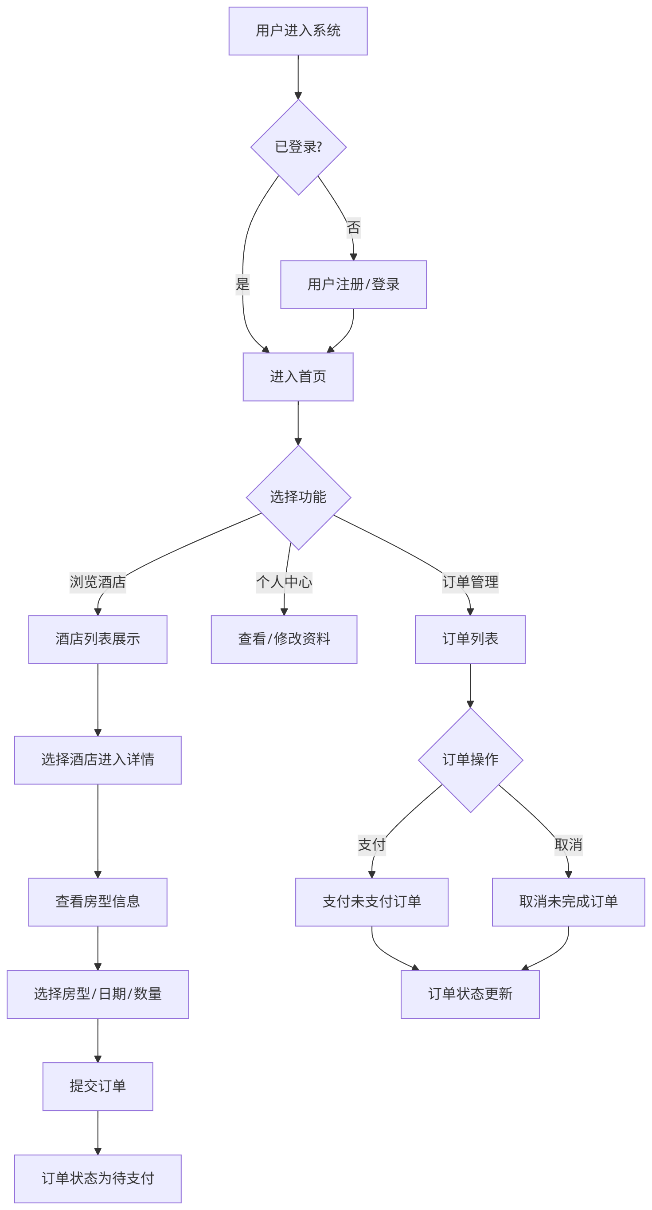 用户进入系统
已登录?
否
是
用户注册/登录
进入首页
选择功能
浏览酒店
个人中心
订单管理
酒店列表展示
查看/修改资料
订单列表
选择酒店进入详情
订单操作
支付
取消
查看房型信息
支付未支付订单
取消未完成订单
选择房型/日期/数量
订单状态更新
提交订单
订单状态为待支付